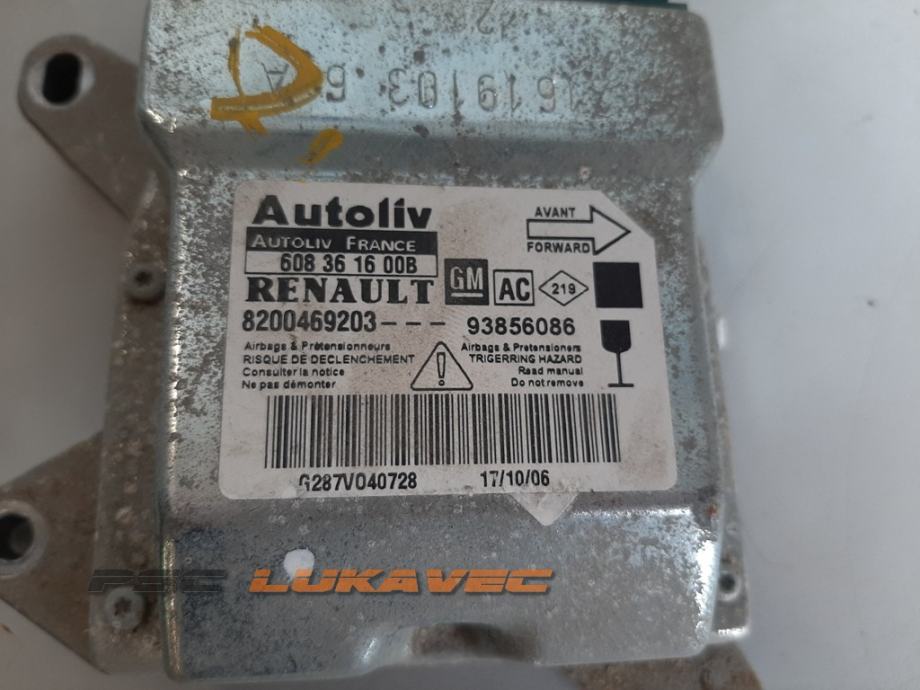 Autoliv
AUTOLIV FRANCE
608 36 16 00B
RENAULT GM AC 219
8200469203--- 93856086
AVANT
FORWARD
Airbags & Prétensionneurs
RISQUE DE DECLENCHEMENT
Consulter la notice
Ne pas démonter
Airbags & Pretensioners
TRIGERRING HAZARD
Read manual
Do not remove
G287V040728 17/10/06
PSC LUKAVEC